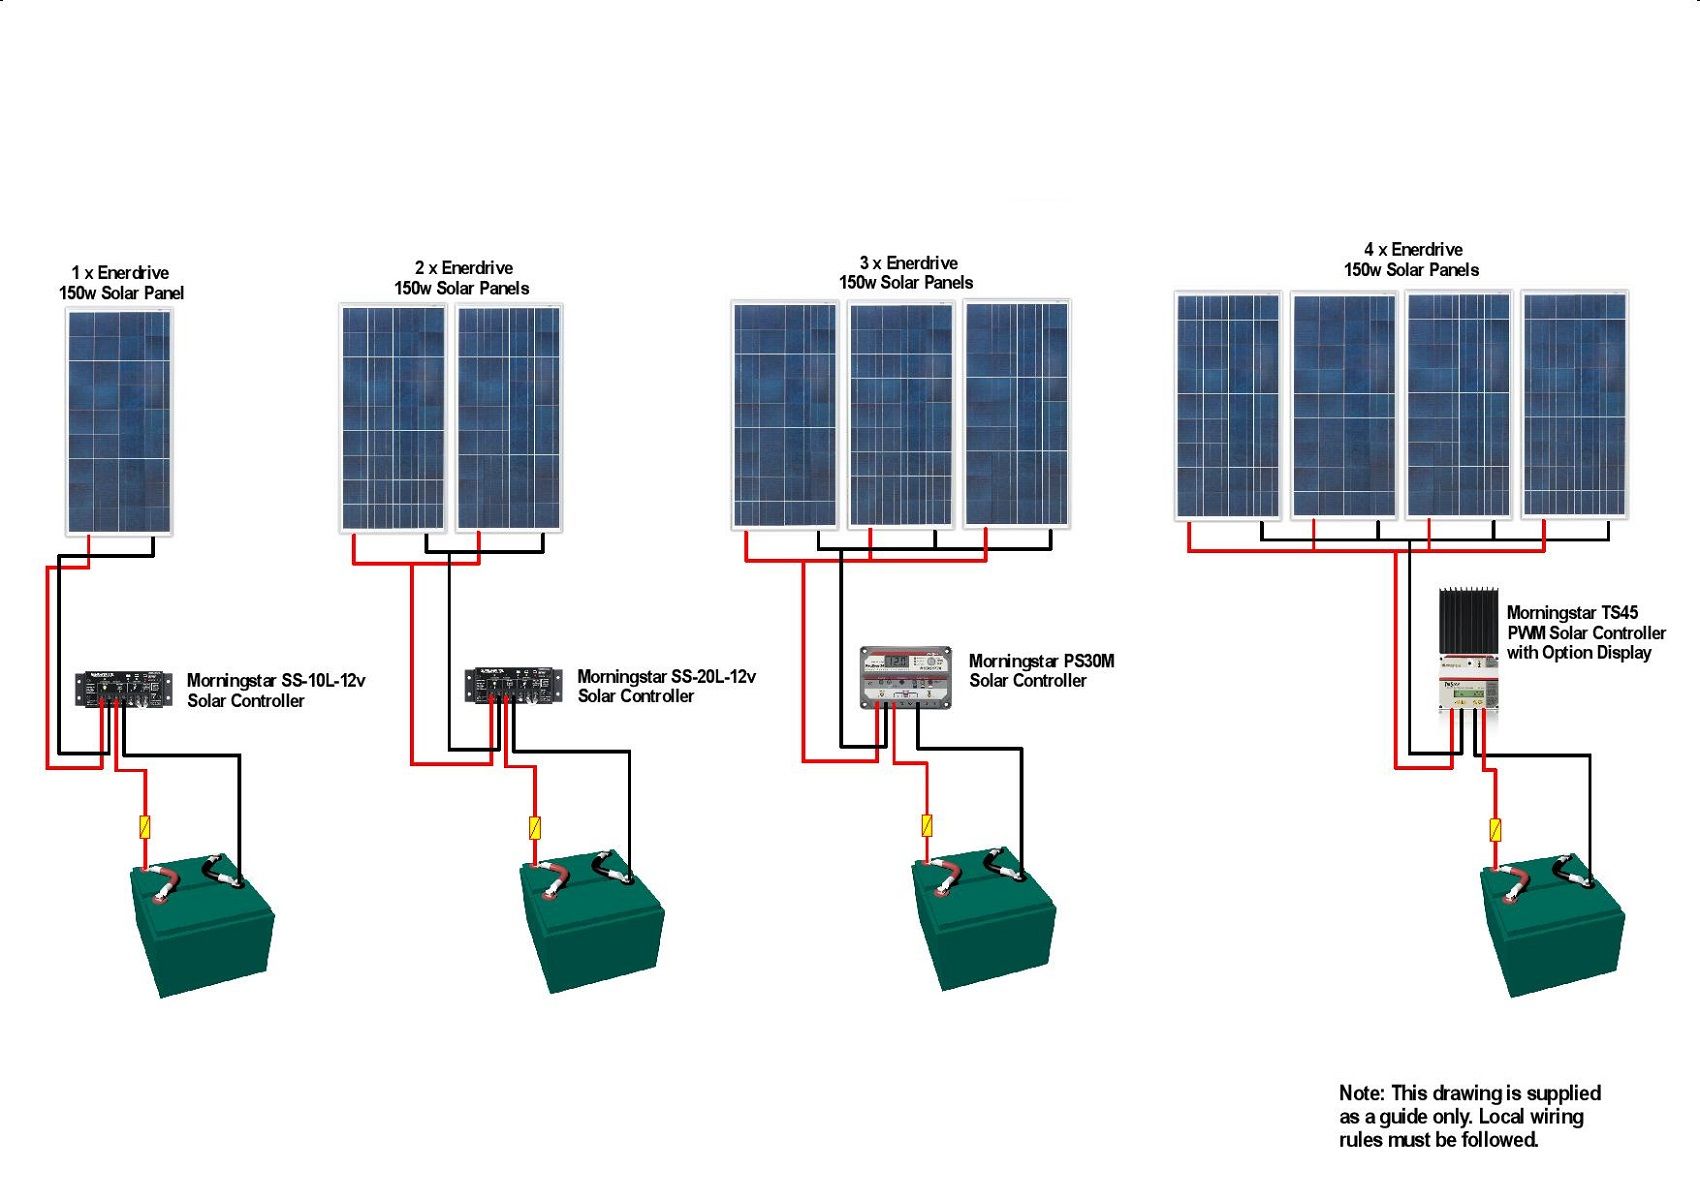 1 x Enerdrive
150w Solar Panel
2 x Enerdrive
150w Solar Panels
3 x Enerdrive
150w Solar Panels
4 x Enerdrive
150w Solar Panels
Morningstar SS-10L-12v
Solar Controller
Morningstar SS-20L-12v
Solar Controller
Morningstar PS30M
Solar Controller
Morningstar TS45
PWM Solar Controller
with Option Display
Note: This drawing is supplied
as a guide only. Local wiring
rules must be followed.